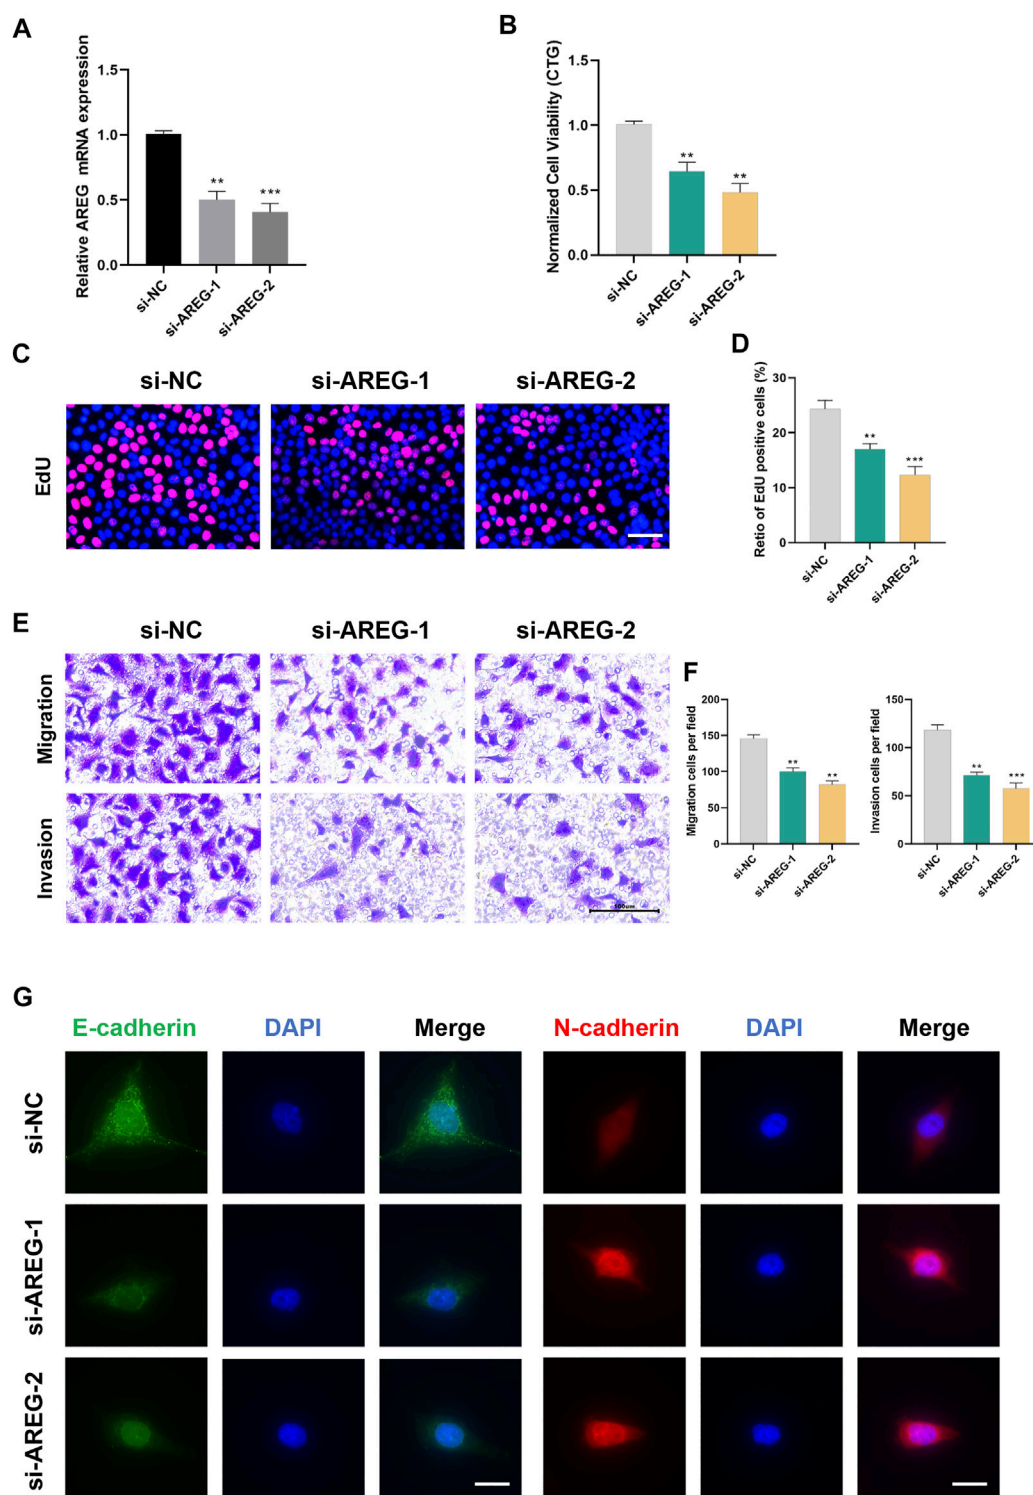 A
Relative AREG mRNA expression
1.5
1.0
0.5
0.0
**
***
si-NC
si-AREG-1
si-AREG-2
B
Normalized Cell Viability (CTG)
1.5
1.0
0.5
0.0
**
**
si-NC
si-AREG-1
si-AREG-2
C
si-NC
si-AREG-1
si-AREG-2
EdU
D
Retio of EdU positive cells (%)
30
20
10
0
**
***
si-NC
si-AREG-1
si-AREG-2
E
si-NC
si-AREG-1
si-AREG-2
Migration
Invasion
100um
F
Migration cells per field
200
150
100
50
0
**
**
si-NC
si-AREG-1
si-AREG-2
Invasion cells per field
150
100
50
0
**
***
si-NC
si-AREG-1
si-AREG-2
G
E-cadherin
DAPI
Merge
N-cadherin
DAPI
Merge
si-NC
si-AREG-1
si-AREG-2